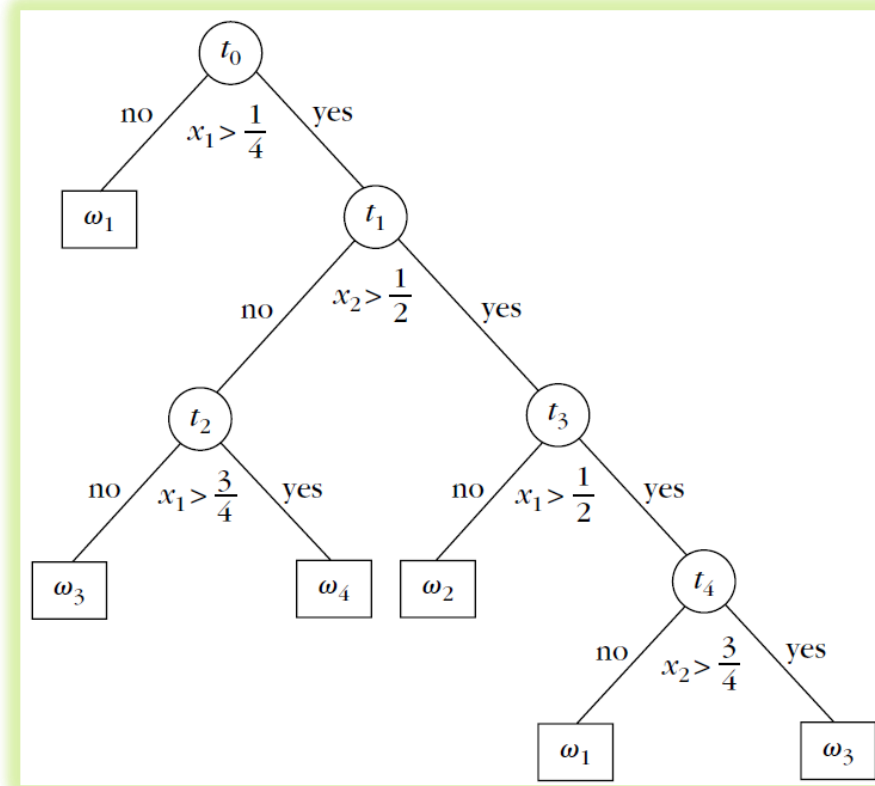 t₀
no
x₁ > 1/4
yes
ω₁
t₁
no
x₂ > 1/2
yes
t₂
t₃
no
x₁ > 3/4
yes
no
x₁ > 1/2
yes
ω₃
ω₄
ω₂
t₄
no
x₂ > 3/4
yes
ω₁
ω₃